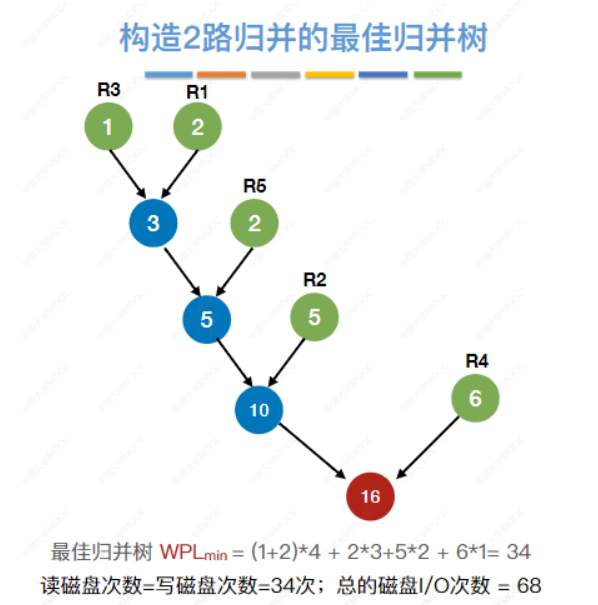 构造2路归并的最佳归并树
R3 R1
1 2
R5
3 2
R2
5 5
R4
10 6
16
最佳归并树 WPLmin = (1+2)*4 + 2*3+5*2 + 6*1= 34
读磁盘次数=写磁盘次数=34次；总的磁盘I/O次数 = 68